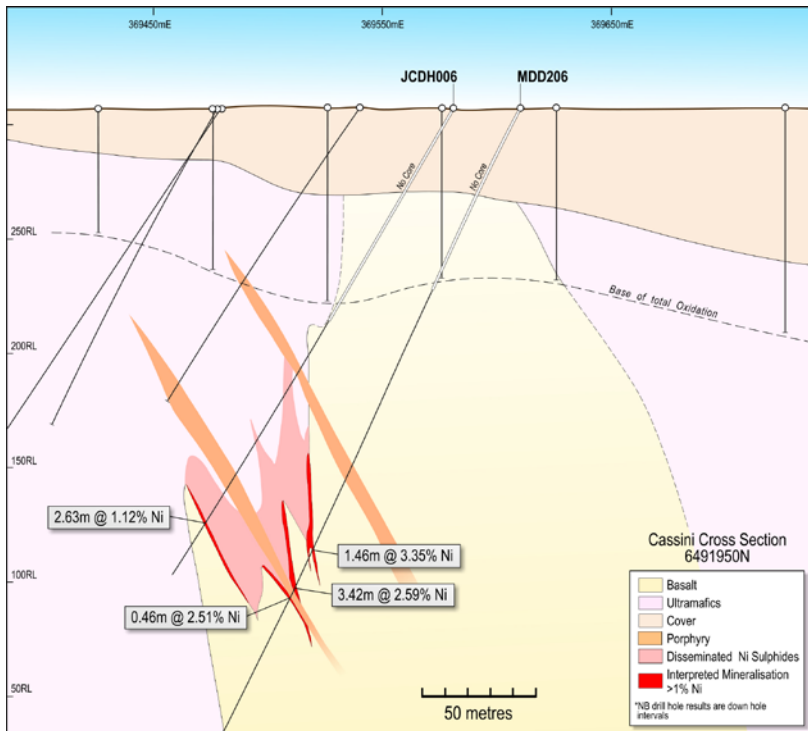 369450mE
369550mE
369650mE
JCDH006
MDD206
No Core
No Core
250RL
Base of total Oxidation
200RL
150RL
2.63m @ 1.12% Ni
1.46m @ 3.35% Ni
100RL
3.42m @ 2.59% Ni
0.46m @ 2.51% Ni
50RL
50 metres
Cassini Cross Section
6491950N
Basalt
Ultramafics
Cover
Porphyry
Disseminated Ni Sulphides
Interpreted Mineralisation
>1% Ni
*NB drill hole results are down hole
intervals